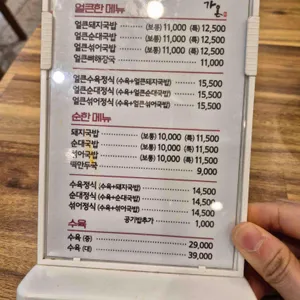 얼큰한 메뉴
얼큰돼지국밥 (보통) 11,000 (특) 12,500
얼큰순대국밥 (보통) 11,000 (특) 12,500
얼큰섞어국밥 (보통) 11,000 (특) 12,500
얼큰뼈해장국 11,000
얼큰수육정식 (수육+얼큰돼지국밥) 15,500
얼큰순대정식 (수육+얼큰순대국밥) 15,500
얼큰섞어정식 (수육+얼큰섞어국밥) 15,500
순한 메뉴
돼지국밥 (보통) 10,000 (특) 11,500
순대국밥 (보통) 10,000 (특) 11,500
섞어국밥 (보통) 10,000 (특) 11,500
떡만두국 9,000
수육정식 (수육+돼지국밥) 14,500
순대정식 (수육+순대국밥) 14,500
섞어정식 (수육+섞어국밥) 14,500
공기밥추가 1,000
수육
수육 (중) 29,000
수육 (대) 39,000